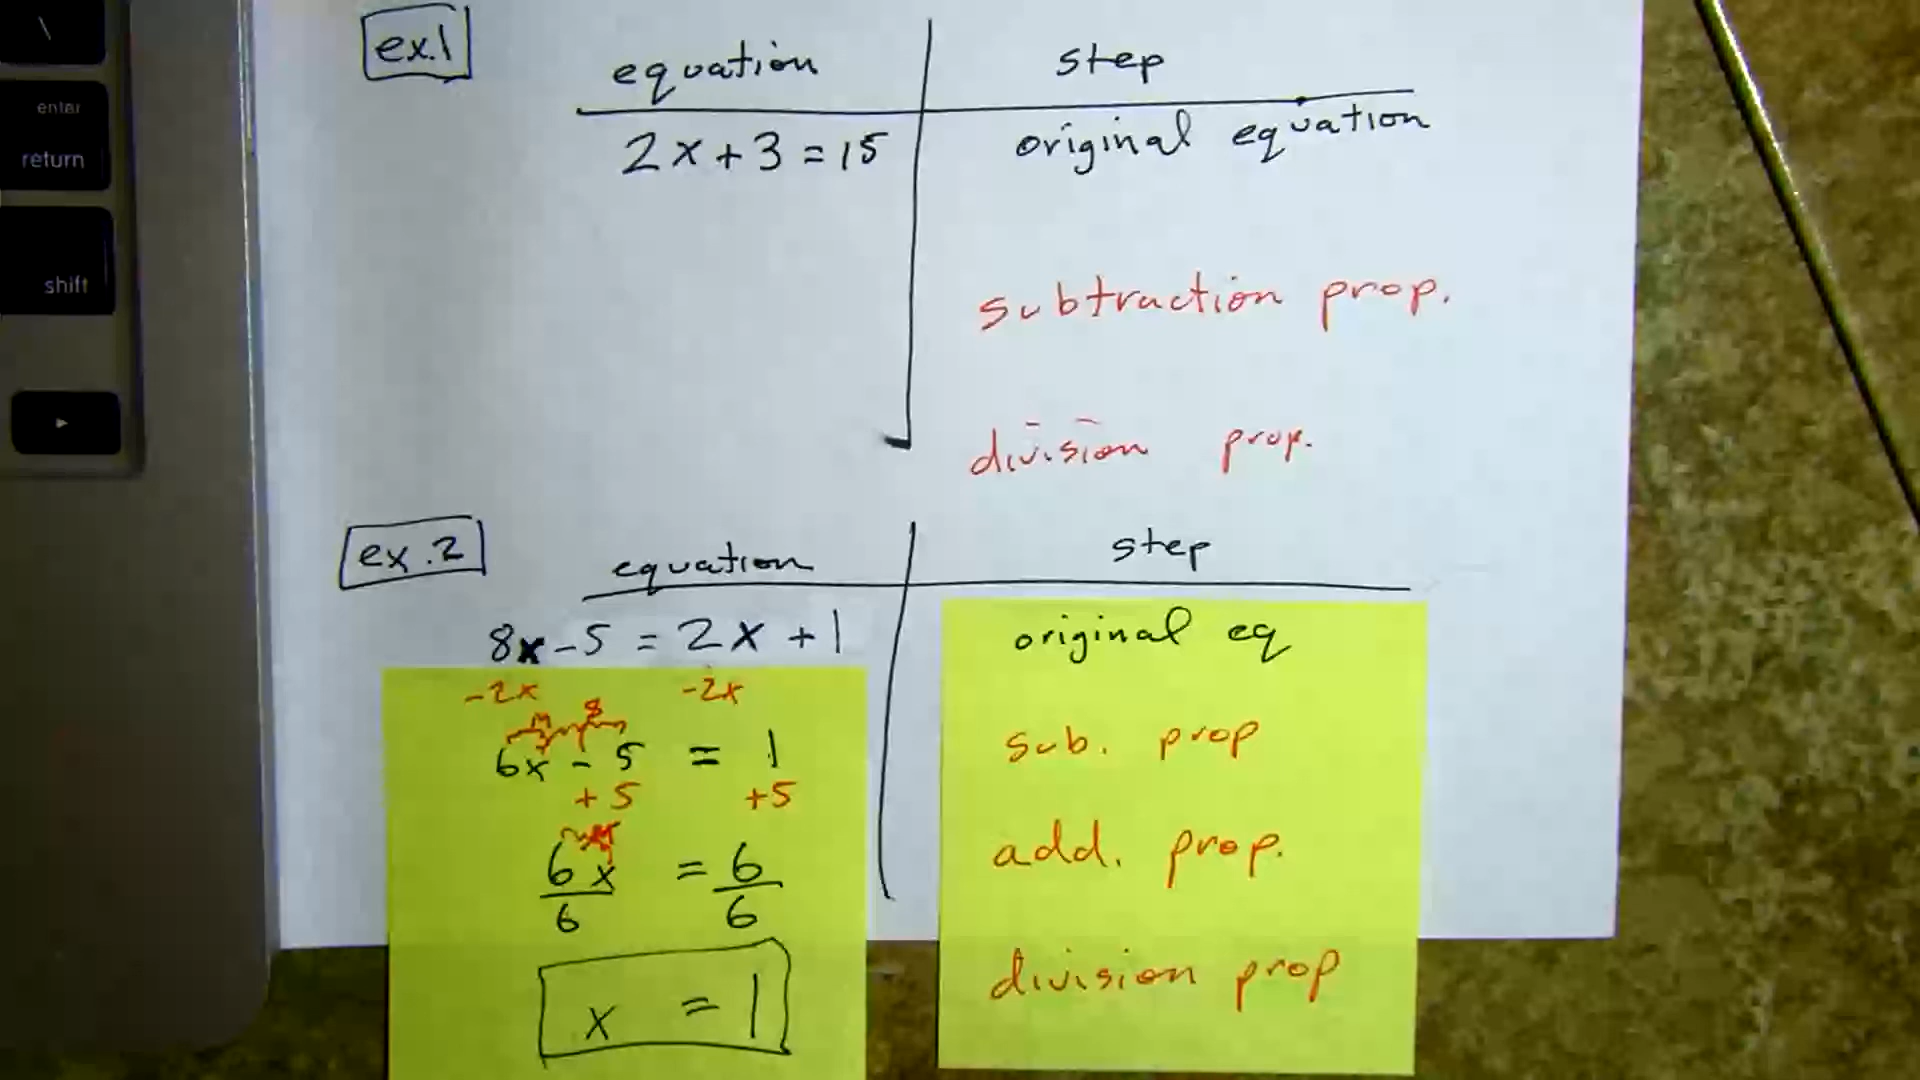 \
enter
return
shift
ex.1
equation step
2x+3=15 original equation
subtraction prop.
division prop.
ex.2
equation step
8x-5=2x+1 original eq
-2x -2x
8
6x-5=1 sub. prop
+5 +5
6x=6 add. prop.
6 6
x=1 division prop